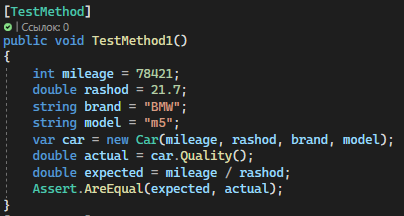 [TestMethod]
| Ссылок: 0
public void TestMethod1()
{
int mileage = 78421;
double rashod = 21.7;
string brand = "BMW";
string model = "m5";
var car = new Car(mileage, rashod, brand, model);
double actual = car.Quality();
double expected = mileage / rashod;
Assert.AreEqual(expected, actual);
}